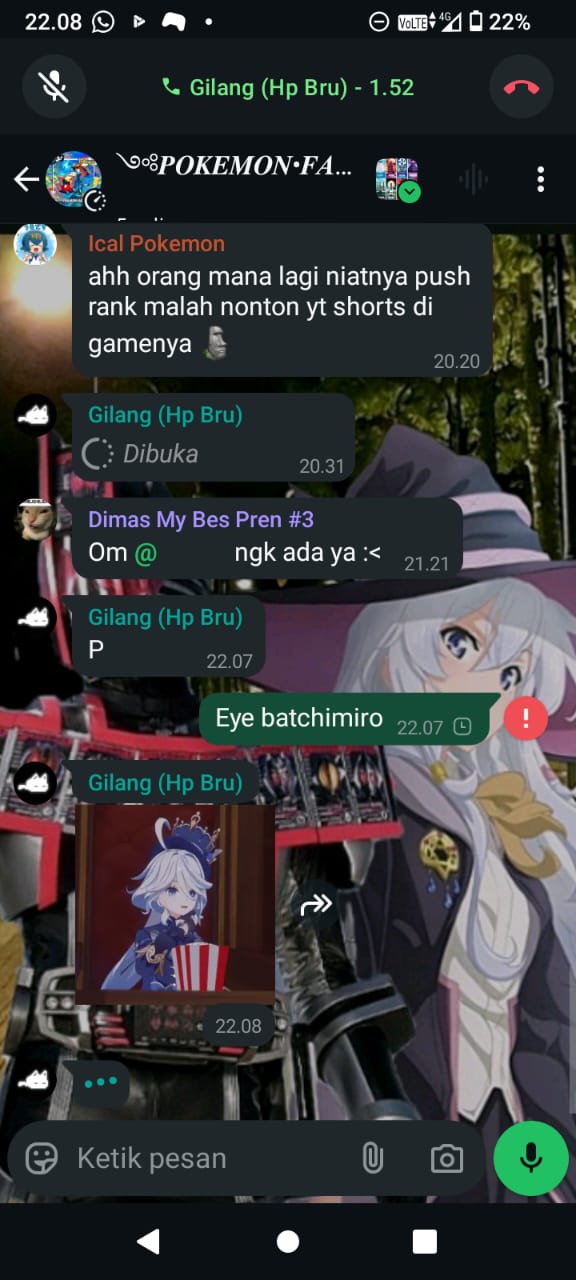 22.08
VoLTE 4G 22%
Gilang (Hp Bru) - 1.52
POKEMON•FA...
Ical Pokemon
ahh orang mana lagi niatnya push
rank malah nonton yt shorts di
gamenya 🗿
20.20
Gilang (Hp Bru)
Dibuka
20.31
Dimas My Bes Pren #3
Om @ ngk ada ya :<
21.21
Gilang (Hp Bru)
P
22.07
Eye batchimiro
22.07
Gilang (Hp Bru)
22.08
Ketik pesan